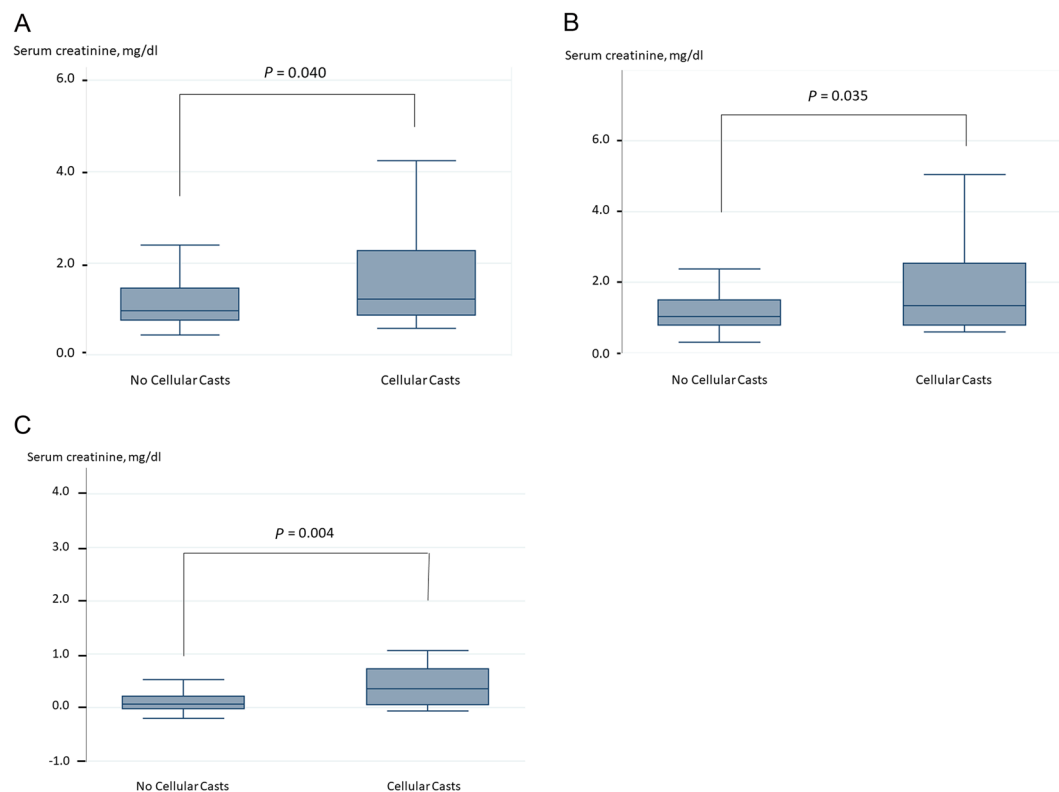 A
Serum creatinine, mg/dl
P = 0.040
6.0
4.0
2.0
0.0
No Cellular Casts
Cellular Casts
B
Serum creatinine, mg/dl
P = 0.035
6.0
4.0
2.0
0.0
No Cellular Casts
Cellular Casts
C
Serum creatinine, mg/dl
4.0
P = 0.004
3.0
2.0
1.0
0.0
-1.0
No Cellular Casts
Cellular Casts